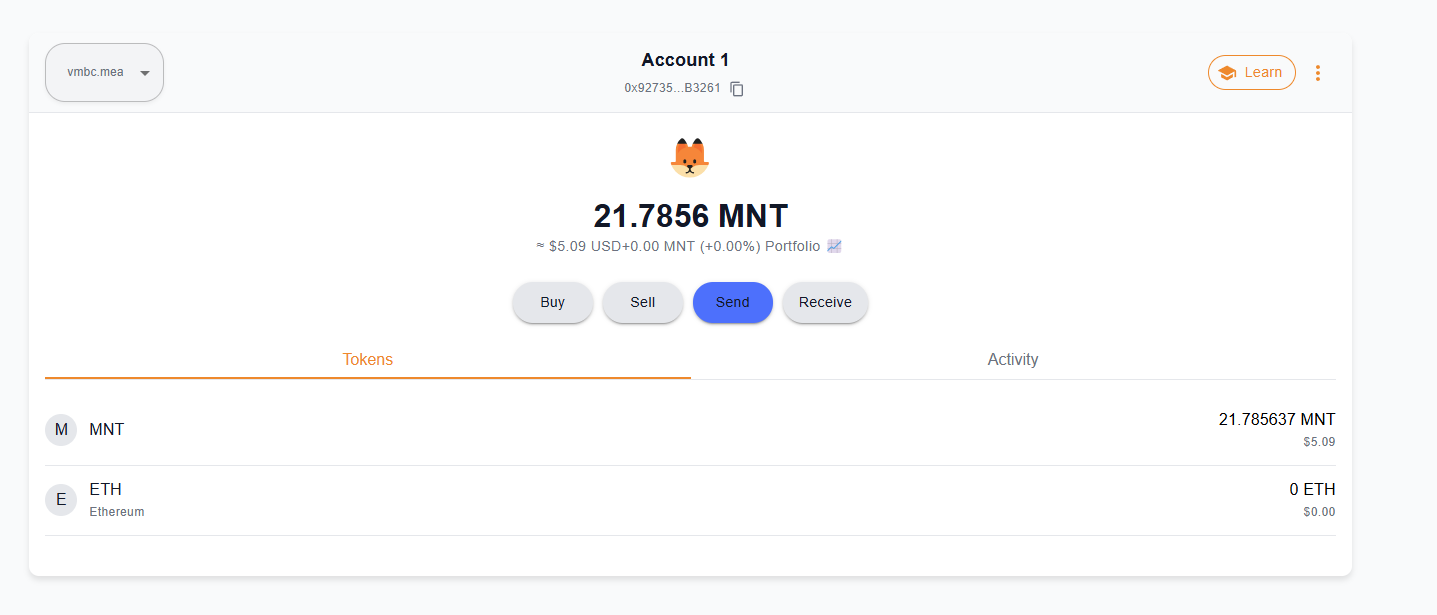 vmbc.mea
Account 1
0x92735...B3261
Learn
21.7856 MNT
≈ $5.09 USD+0.00 MNT (+0.00%) Portfolio 📈
Buy Sell Send Receive
Tokens Activity
M MNT 21.785637 MNT
$5.09
E ETH 0 ETH
Ethereum $0.00